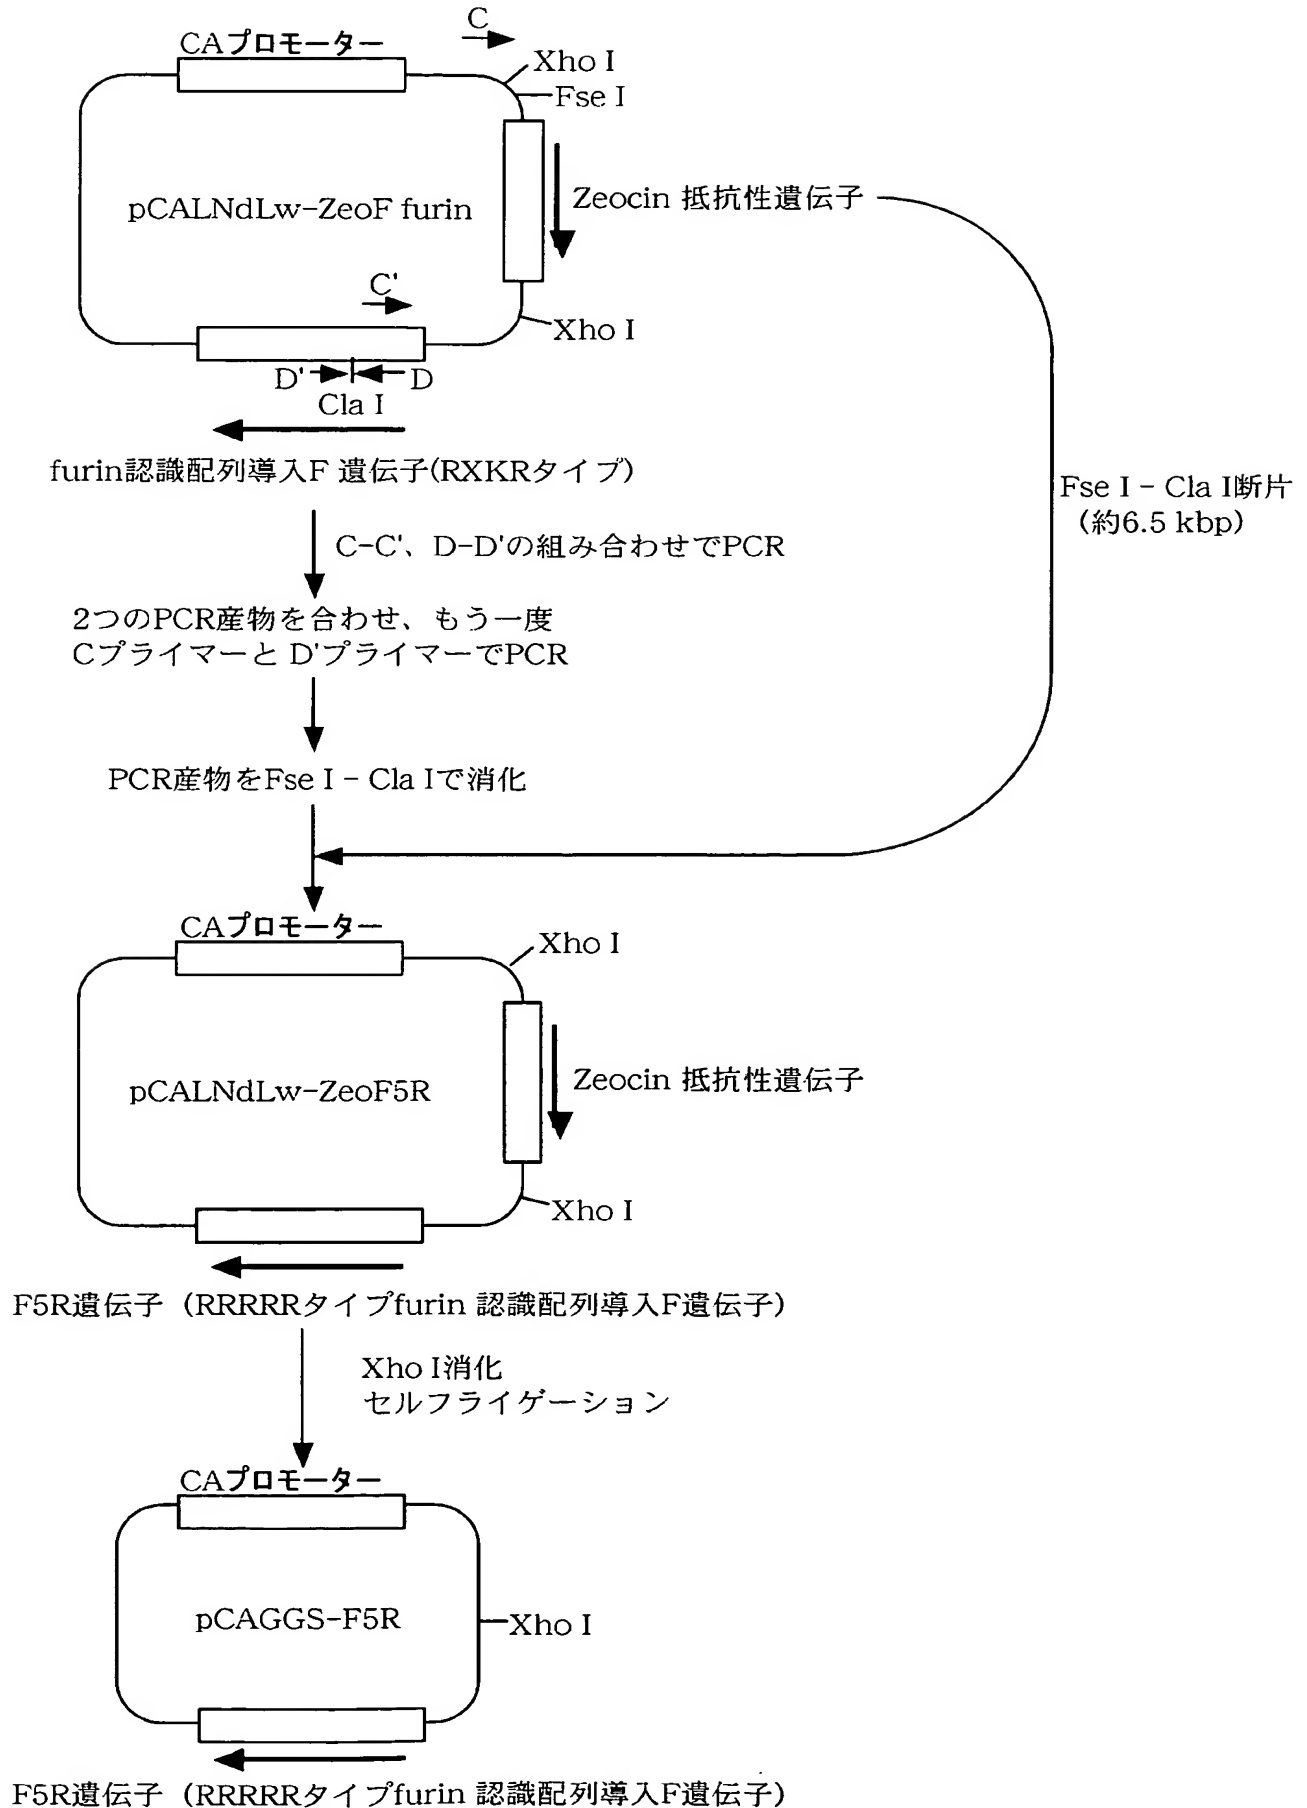 C
CAプロモーター
Xho I
Fse I
pCALNdLw-ZeoF furin
Zeocin 抵抗性遺伝子
C'
Xho I
D'
D
Cla I
furin認識配列導入F 遺伝子(RXKRタイプ)
Fse I - Cla I断片
(約6.5 kbp)
C-C'、D-D'の組み合わせでPCR
2つのPCR産物を合わせ、もう一度
Cプライマーと D'プライマーでPCR
PCR産物をFse I - Cla Iで消化
CAプロモーター
Xho I
pCALNdLw-ZeoF5R
Zeocin 抵抗性遺伝子
Xho I
F5R遺伝子 (RRRRRタイプfurin 認識配列導入F遺伝子)
Xho I消化
セルフライゲーション
CAプロモーター
pCAGGS-F5R
Xho I
F5R遺伝子 (RRRRRタイプfurin 認識配列導入F遺伝子)